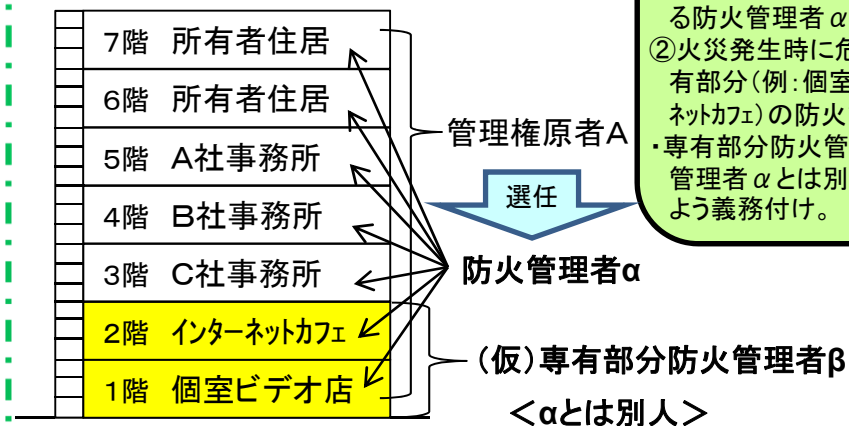 7階 所有者住居
6階 所有者住居
5階 A社事務所
4階 B社事務所
3階 C社事務所
2階 インターネットカフェ
1階 個室ビデオ店
管理権原者A
選任
防火管理者α
(仮)専有部分防火管理者β
<αとは別人>
る防火管理者α
②火災発生時に危
有部分(例:個室
ネットカフェ)の防火
・専有部分防火管
管理者αとは別
よう義務付け。